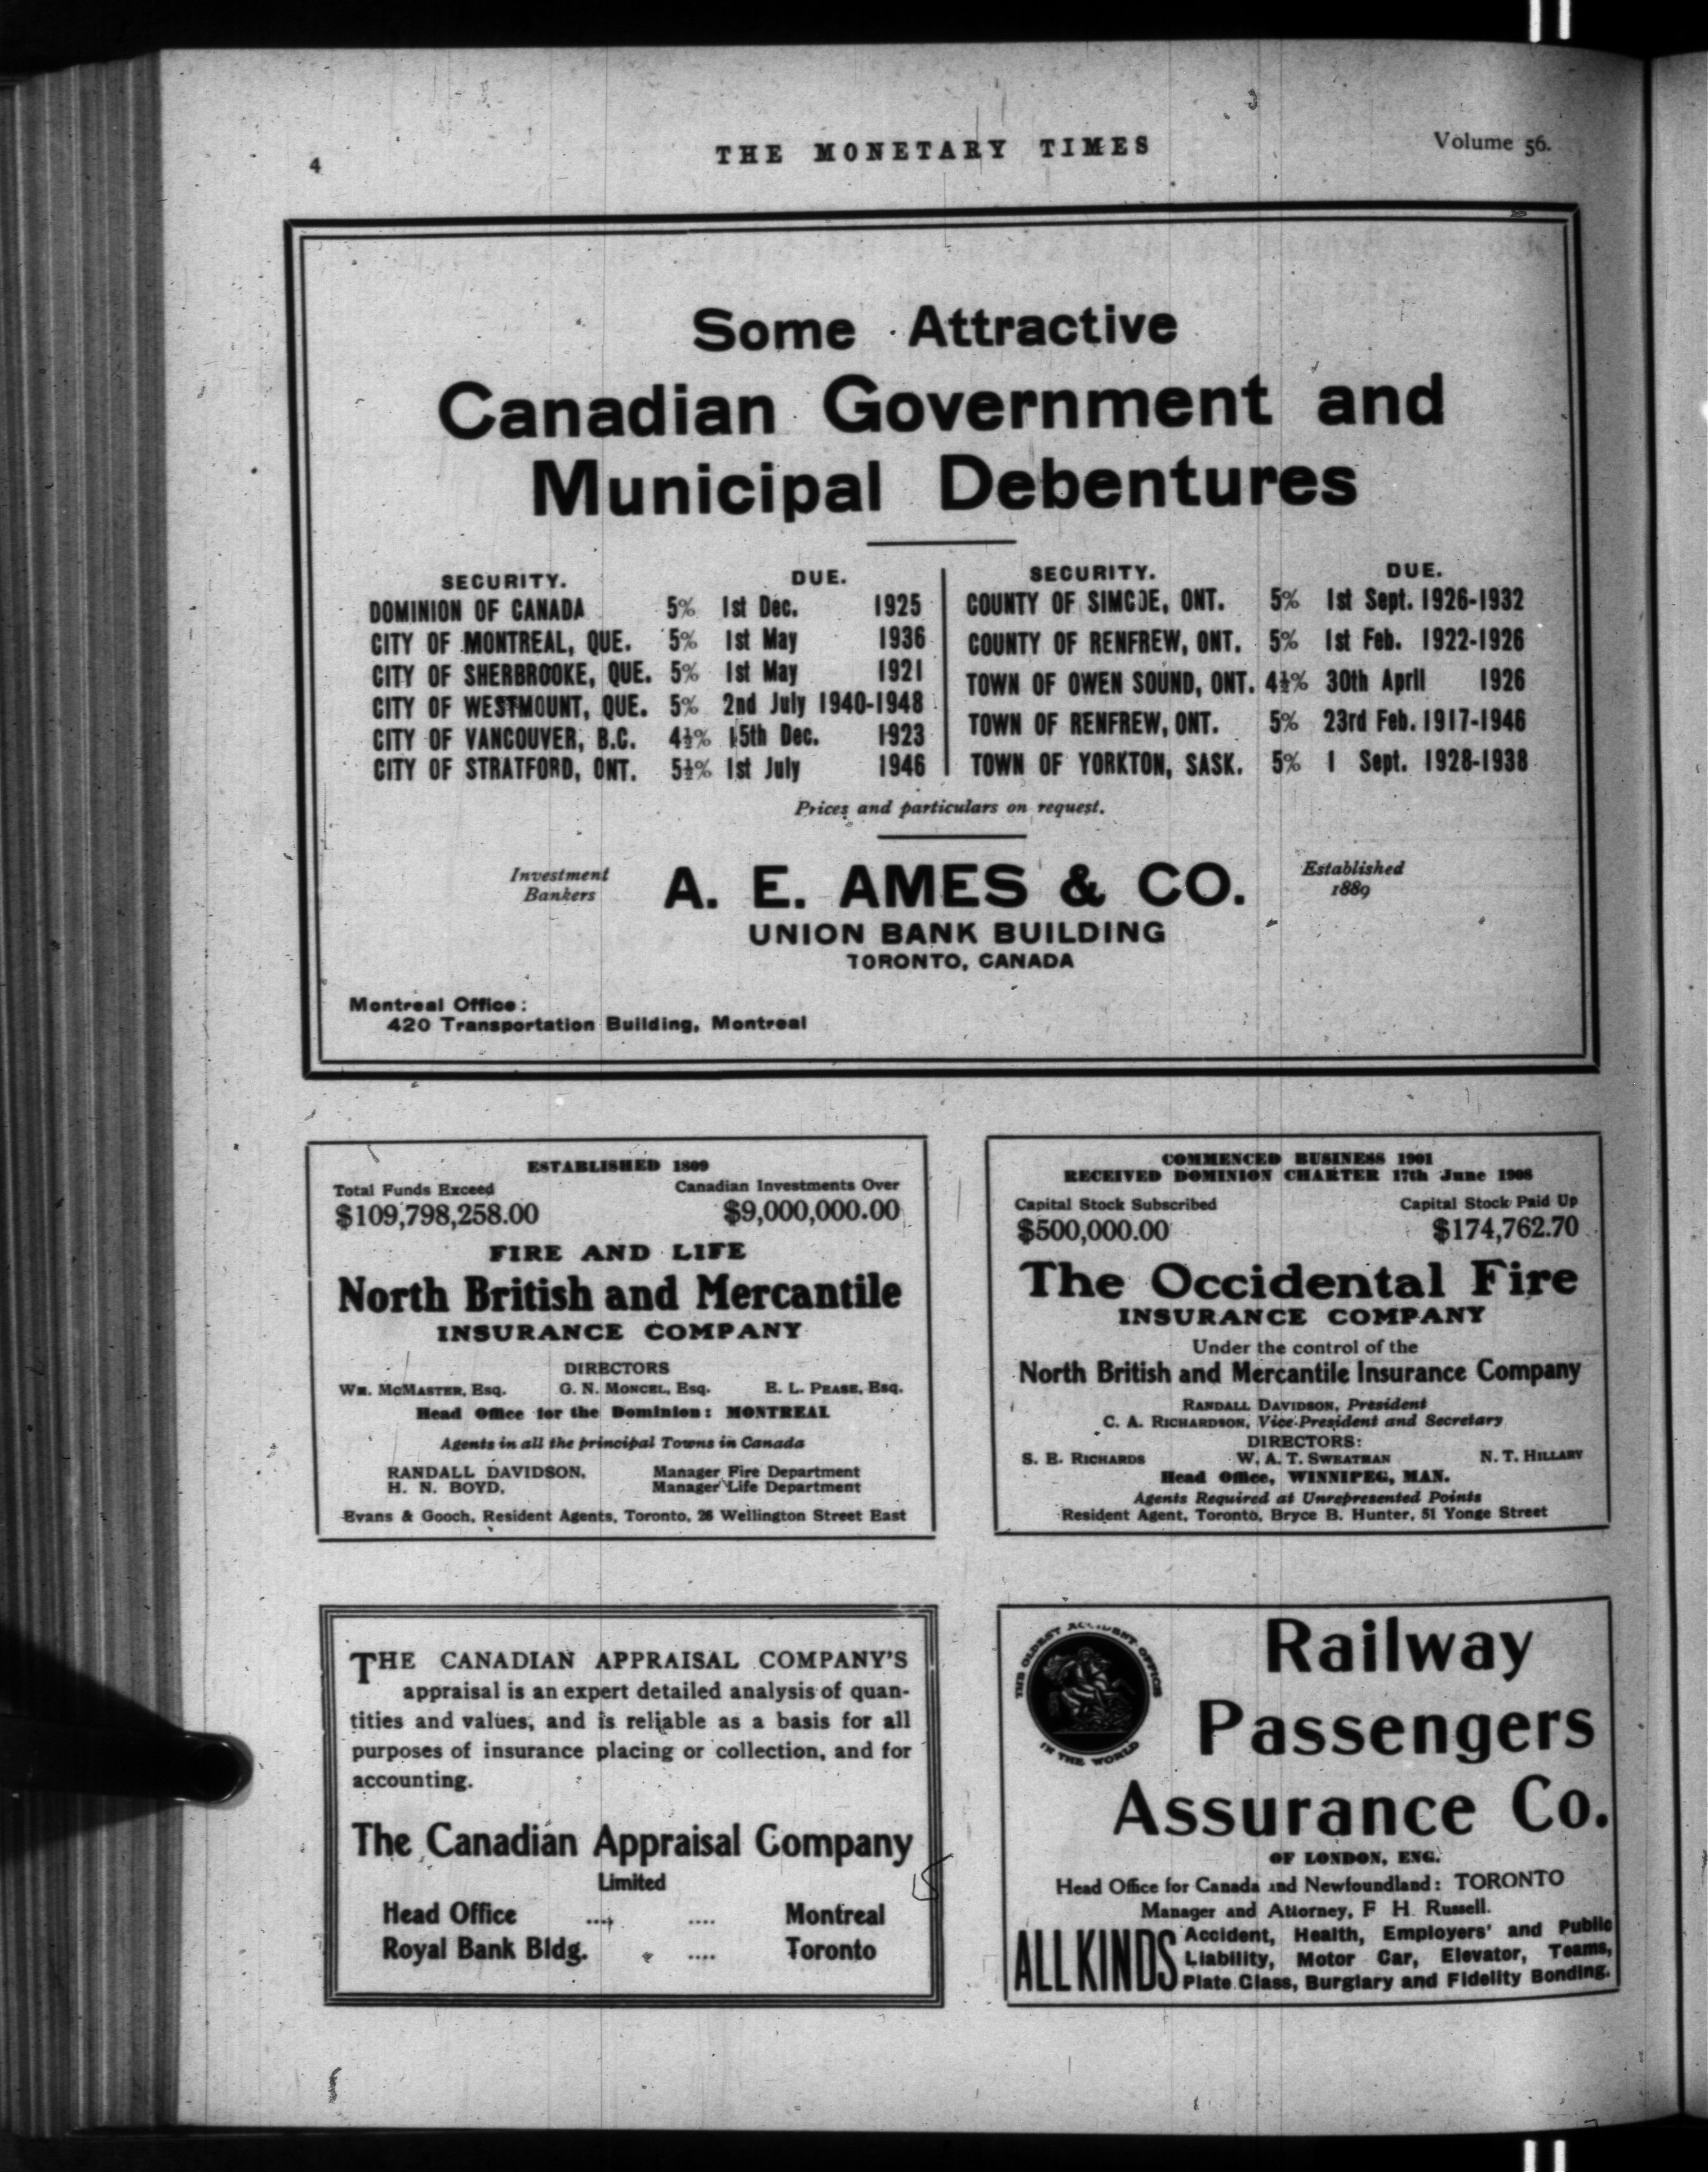 4
THE MONETARY TIMES
Volume 56.
Some Attractive
Canadian Government and
Municipal Debentures
SECURITY. DUE.
DOMINION OF CANADA 5% 1st Dec. 1925
CITY OF MONTREAL, QUE. 5% 1st May 1936
CITY OF SHERBROOKE, QUE. 5% 1st May 1921
CITY OF WESTMOUNT, QUE. 5% 2nd July 1940-1948
CITY OF VANCOUVER, B.C. 4½% 15th Dec. 1923
CITY OF STRATFORD, ONT. 5½% 1st July 1946
SECURITY. DUE.
COUNTY OF SIMCOE, ONT. 5% 1st Sept. 1926-1932
COUNTY OF RENFREW, ONT. 5% 1st Feb. 1922-1926
TOWN OF OWEN SOUND, ONT. 4½% 30th April 1926
TOWN OF RENFREW, ONT. 5% 23rd Feb. 1917-1946
TOWN OF YORKTON, SASK. 5% 1 Sept. 1928-1938
Prices and particulars on request.
Investment
Bankers
A. E. AMES & CO.
Established
1889
UNION BANK BUILDING
TORONTO, CANADA
Montreal Office:
420 Transportation Building, Montreal
ESTABLISHED 1809
Total Funds Exceed Canadian Investments Over
$109,798,258.00 $9,000,000.00
FIRE AND LIFE
North British and Mercantile
INSURANCE COMPANY
DIRECTORS
WM. MCMASTER, Esq. G. N. MONCEL, Esq. E. L. PEASE, Esq.
Head Office for the Dominion: MONTREAL
Agents in all the principal Towns in Canada
RANDALL DAVIDSON, Manager Fire Department
H. N. BOYD, Manager Life Department
Evans & Gooch, Resident Agents, Toronto, 26 Wellington Street East
COMMENCED BUSINESS 1901
RECEIVED DOMINION CHARTER 17th June 1908
Capital Stock Subscribed Capital Stock Paid Up
$500,000.00 $174,762.70
The Occidental Fire
INSURANCE COMPANY
Under the control of the
North British and Mercantile Insurance Company
RANDALL DAVIDSON, President
C. A. RICHARDSON, Vice-President and Secretary
DIRECTORS:
S. E. RICHARDS W. A. T. SWEATMAN N. T. HILLARY
Head Office, WINNIPEG, MAN.
Agents Required at Unrepresented Points
Resident Agent, Toronto, Bryce B. Hunter, 51 Yonge Street
THE CANADIAN APPRAISAL COMPANY'S
appraisal is an expert detailed analysis of quan-
tities and values, and is reliable as a basis for all
purposes of insurance placing or collection, and for
accounting.
The Canadian Appraisal Company
Limited
Head Office .... .... Montreal
Royal Bank Bldg. .... Toronto
THE OLDEST ACCIDENT OFFICE
IN THE WORLD
Railway
Passengers
Assurance Co.
OF LONDON, ENG.
Head Office for Canada and Newfoundland: TORONTO
Manager and Attorney, F H. Russell.
ALL KINDS
Accident, Health, Employers' and Public
Liability, Motor Car, Elevator, Teams,
Plate Glass, Burglary and Fidelity Bonding.